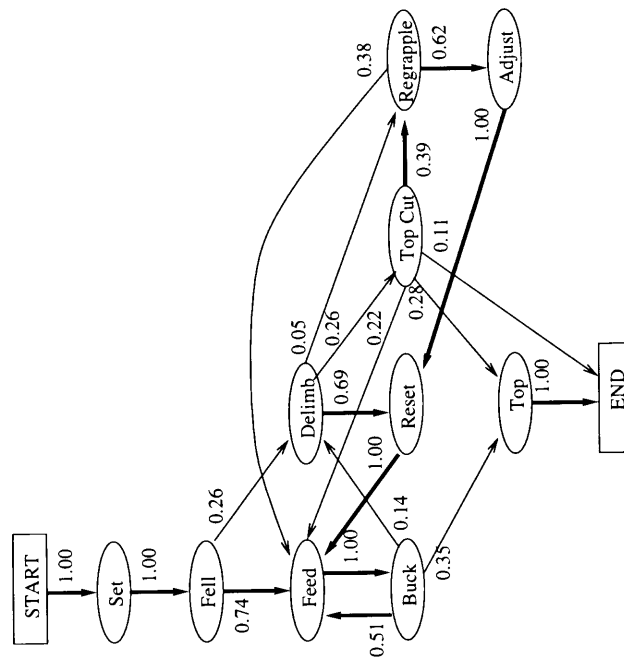 START
1.00
Set
1.00
Fell
0.26
0.74
Feed
1.00
Buck
0.51
0.14
0.35
Delimb
0.05
0.26
0.22
0.69
Reset
1.00
Top Cut
0.39
0.28
0.11
Regrapple
0.38
0.62
Adjust
1.00
Top
1.00
END